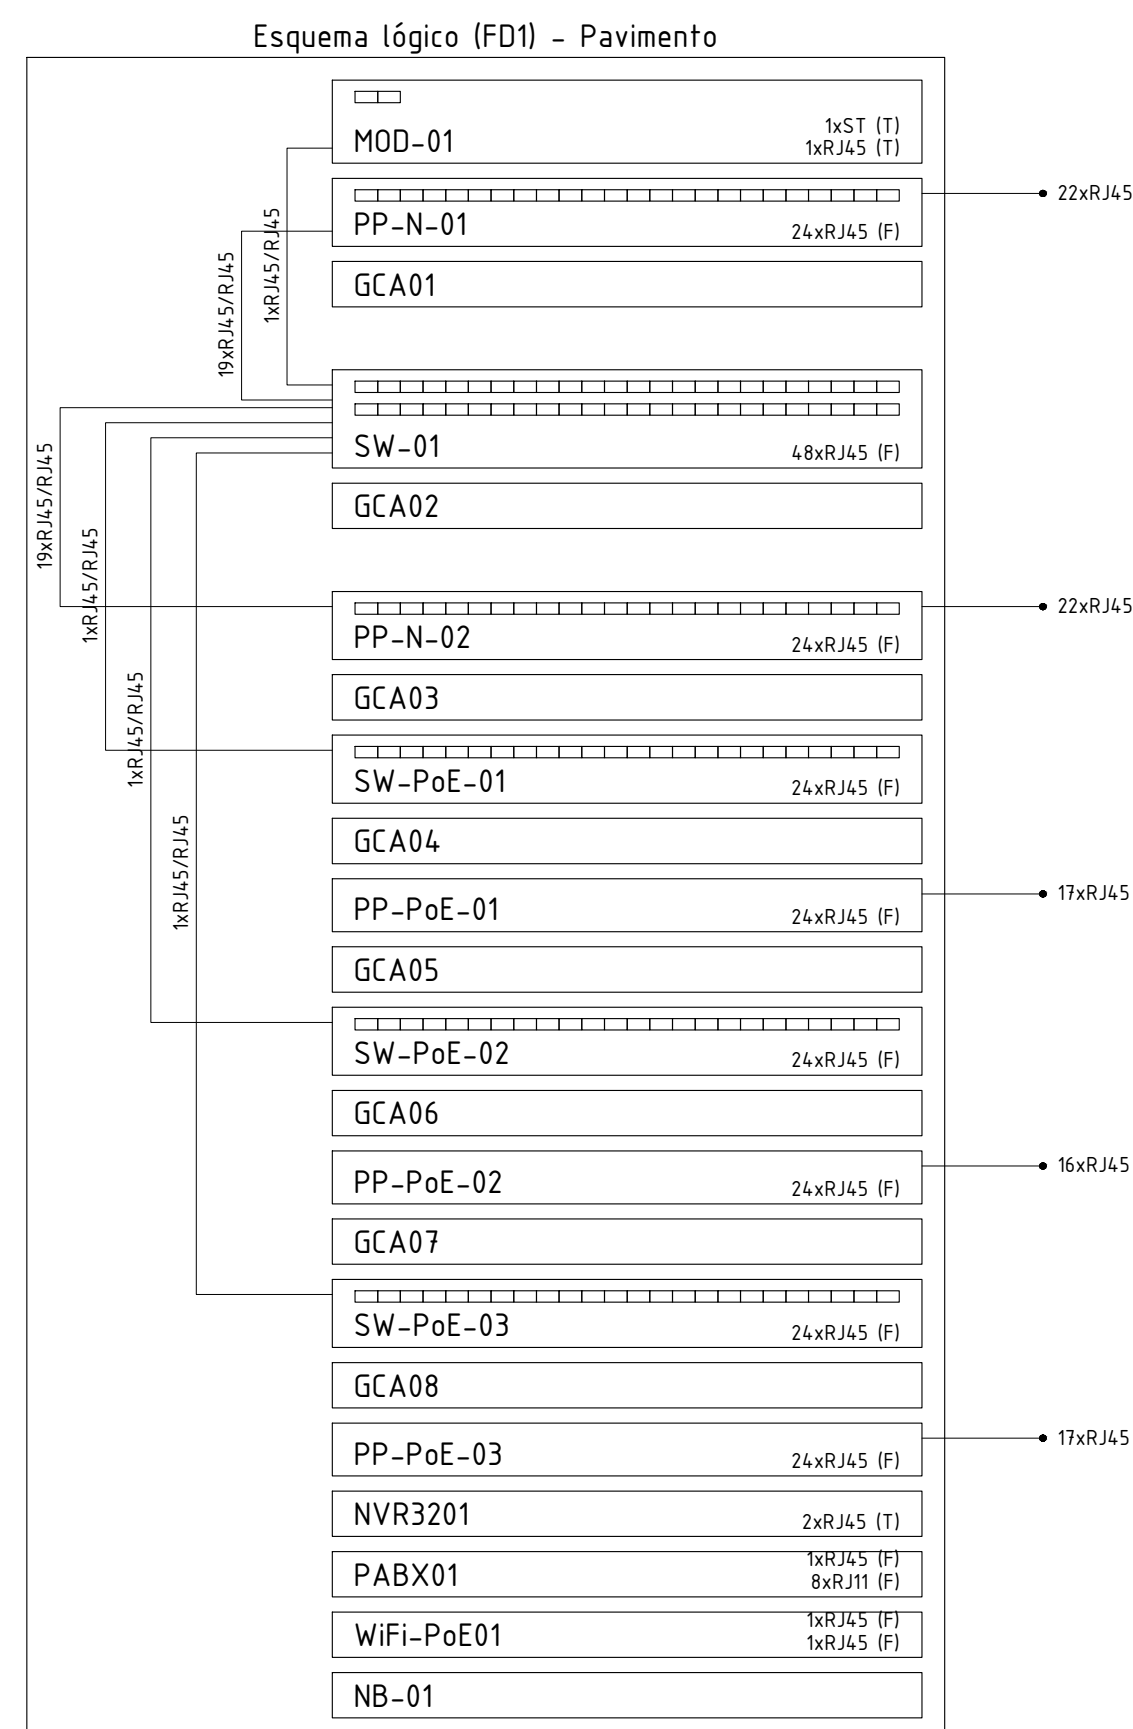 Esquema lógico (FD1) - Pavimento
MOD-01
1xST (T)
1xRJ45 (T)
PP-N-01
24xRJ45 (F)
22xRJ45
GCA01
1xRJ45/RJ45
19xRJ45/RJ45
SW-01
48xRJ45 (F)
GCA02
19xRJ45/RJ45
1xRJ45/RJ45
PP-N-02
24xRJ45 (F)
22xRJ45
GCA03
1xRJ45/RJ45
SW-PoE-01
24xRJ45 (F)
GCA04
1xRJ45/RJ45
PP-PoE-01
24xRJ45 (F)
17xRJ45
GCA05
SW-PoE-02
24xRJ45 (F)
GCA06
PP-PoE-02
24xRJ45 (F)
16xRJ45
GCA07
SW-PoE-03
24xRJ45 (F)
GCA08
PP-PoE-03
24xRJ45 (F)
17xRJ45
NVR3201
2xRJ45 (T)
PABX01
1xRJ45 (F)
8xRJ11 (F)
WiFi-PoE01
1xRJ45 (F)
1xRJ45 (F)
NB-01